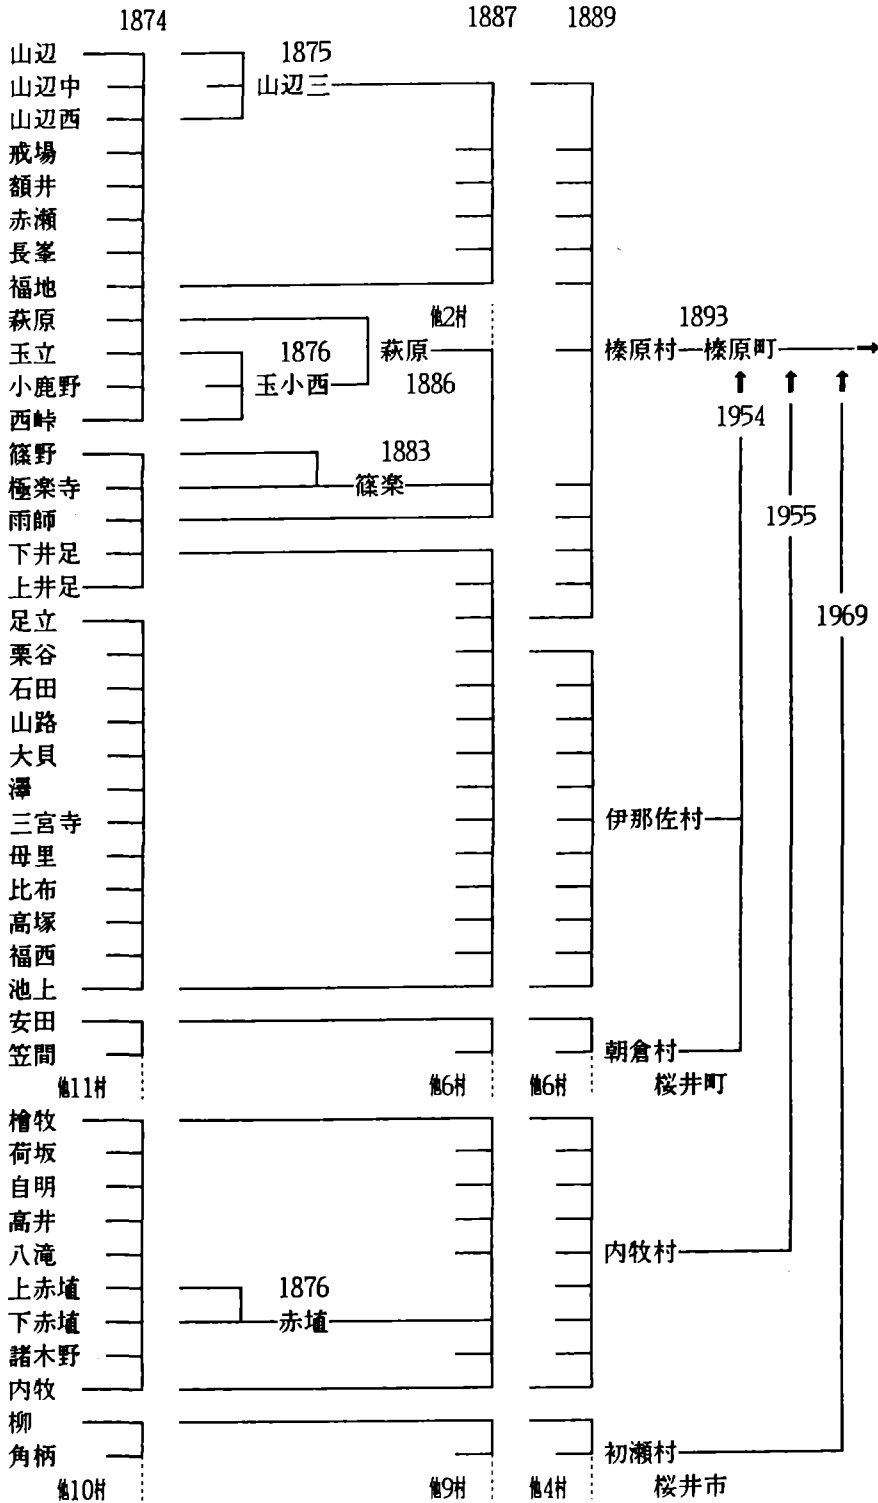 1874 1887 1889
山辺 1875
山辺中 山辺三
山辺西
戒場
額井
赤瀬
長峯
福地
萩原 他2村 1893
玉立 1876 萩原 榛原村 榛原町 →
小鹿野 玉小西 1886
西峠 1954
篠野 1883
極楽寺 篠楽
雨師 1955
下井足
上井足
足立 1969
栗谷
石田
山路
大貝
澤
三宮寺 伊那佐村
母里
比布
高塚
福西
池上
安田
笠間 朝倉村
他11村 他6村 他6村 桜井町
檜牧
荷坂
自明
高井
八滝 内牧村
上赤埴 1876
下赤埴 赤埴
諸木野
内牧
柳
角柄 初瀬村
他10村 他9村 他4村 桜井市